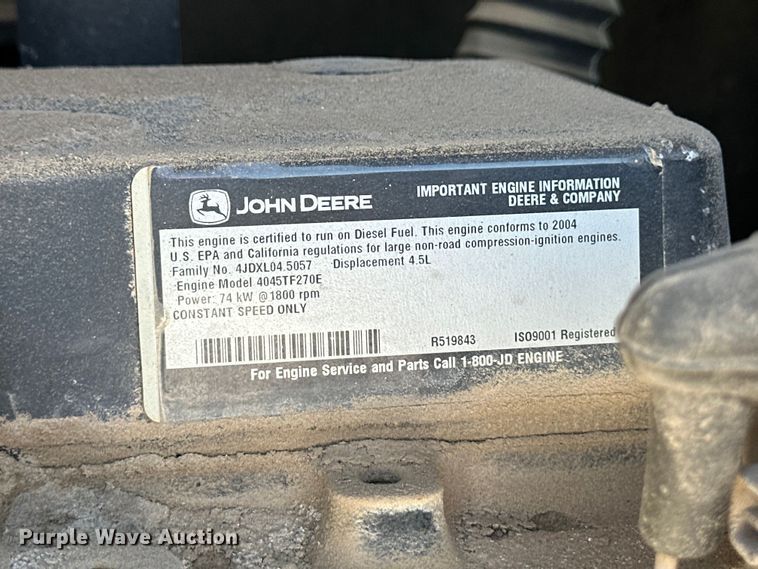 JOHN DEERE
IMPORTANT ENGINE INFORMATION
DEERE & COMPANY
This engine is certified to run on Diesel Fuel. This engine conforms to 2004
U.S. EPA and California regulations for large non-road compression-ignition engines.
Family No. 4JDXL04.5057 Displacement 4.5L
Engine Model 4045TF270E
Power: 74 kW @1800 rpm
CONSTANT SPEED ONLY
R519843 ISO9001 Registered
For Engine Service and Parts Call 1-800-JD ENGINE
Purple Wave Auction